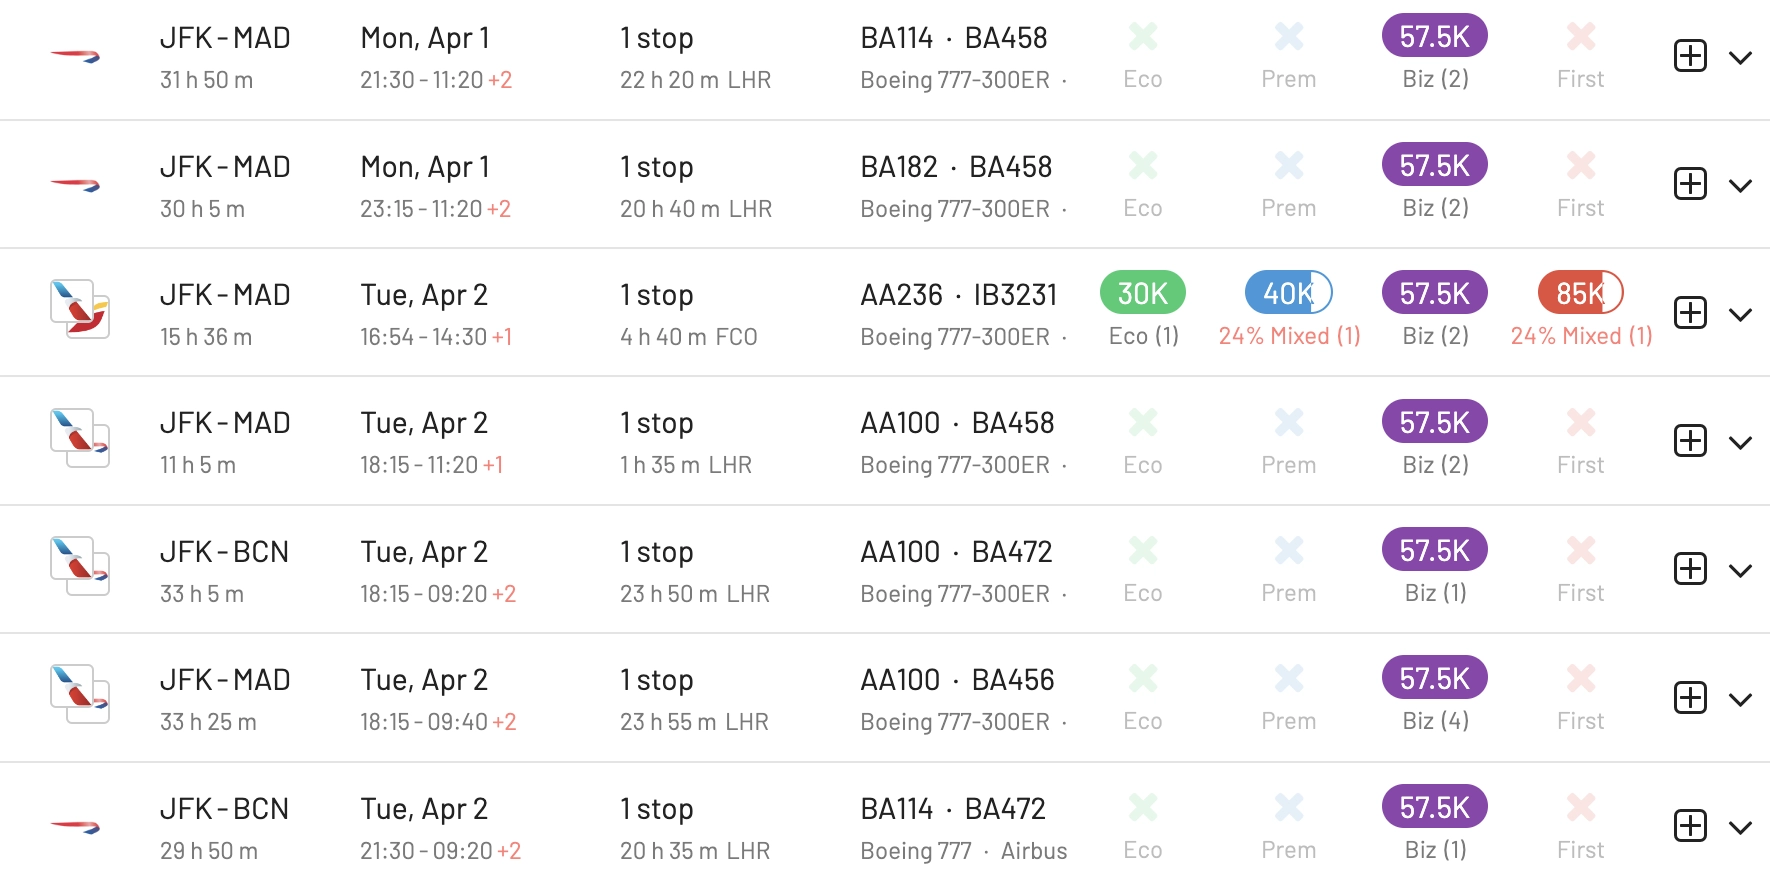 JFK - MAD Mon, Apr 1 1 stop BA114 · BA458 57.5K
31 h 50 m 21:30 - 11:20 +2 22 h 20 m LHR Boeing 777-300ER · Eco Prem Biz (2) First
JFK - MAD Mon, Apr 1 1 stop BA182 · BA458 57.5K
30 h 5 m 23:15 - 11:20 +2 20 h 40 m LHR Boeing 777-300ER · Eco Prem Biz (2) First
JFK - MAD Tue, Apr 2 1 stop AA236 · IB3231 30K 40K 57.5K 85K
15 h 36 m 16:54 - 14:30 +1 4 h 40 m FCO Boeing 777-300ER · Eco (1) 24% Mixed (1) Biz (2) 24% Mixed (1)
JFK - MAD Tue, Apr 2 1 stop AA100 · BA458 57.5K
11 h 5 m 18:15 - 11:20 +1 1 h 35 m LHR Boeing 777-300ER · Eco Prem Biz (2) First
JFK - BCN Tue, Apr 2 1 stop AA100 · BA472 57.5K
33 h 5 m 18:15 - 09:20 +2 23 h 50 m LHR Boeing 777-300ER · Eco Prem Biz (1) First
JFK - MAD Tue, Apr 2 1 stop AA100 · BA456 57.5K
33 h 25 m 18:15 - 09:40 +2 23 h 55 m LHR Boeing 777-300ER · Eco Prem Biz (4) First
JFK - BCN Tue, Apr 2 1 stop BA114 · BA472 57.5K
29 h 50 m 21:30 - 09:20 +2 20 h 35 m LHR Boeing 777 · Airbus Eco Prem Biz (1) First